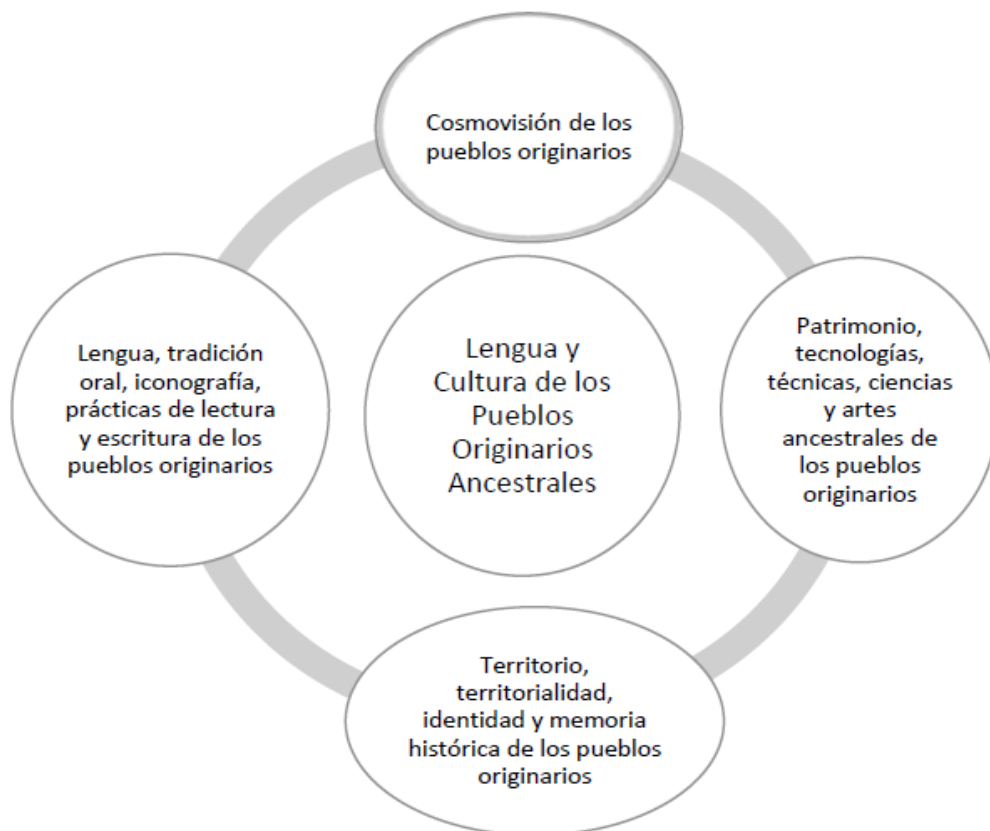 Cosmovisión de los
pueblos originarios
Lengua, tradición
oral, iconografía,
prácticas de lectura
y escritura de los
pueblos originarios
Lengua y
Cultura de los
Pueblos
Originarios
Ancestrales
Patrimonio,
tecnologías,
técnicas, ciencias
y artes
ancestrales de
los pueblos
originarios
Territorio,
territorialidad,
identidad y memoria
histórica de los pueblos
originarios